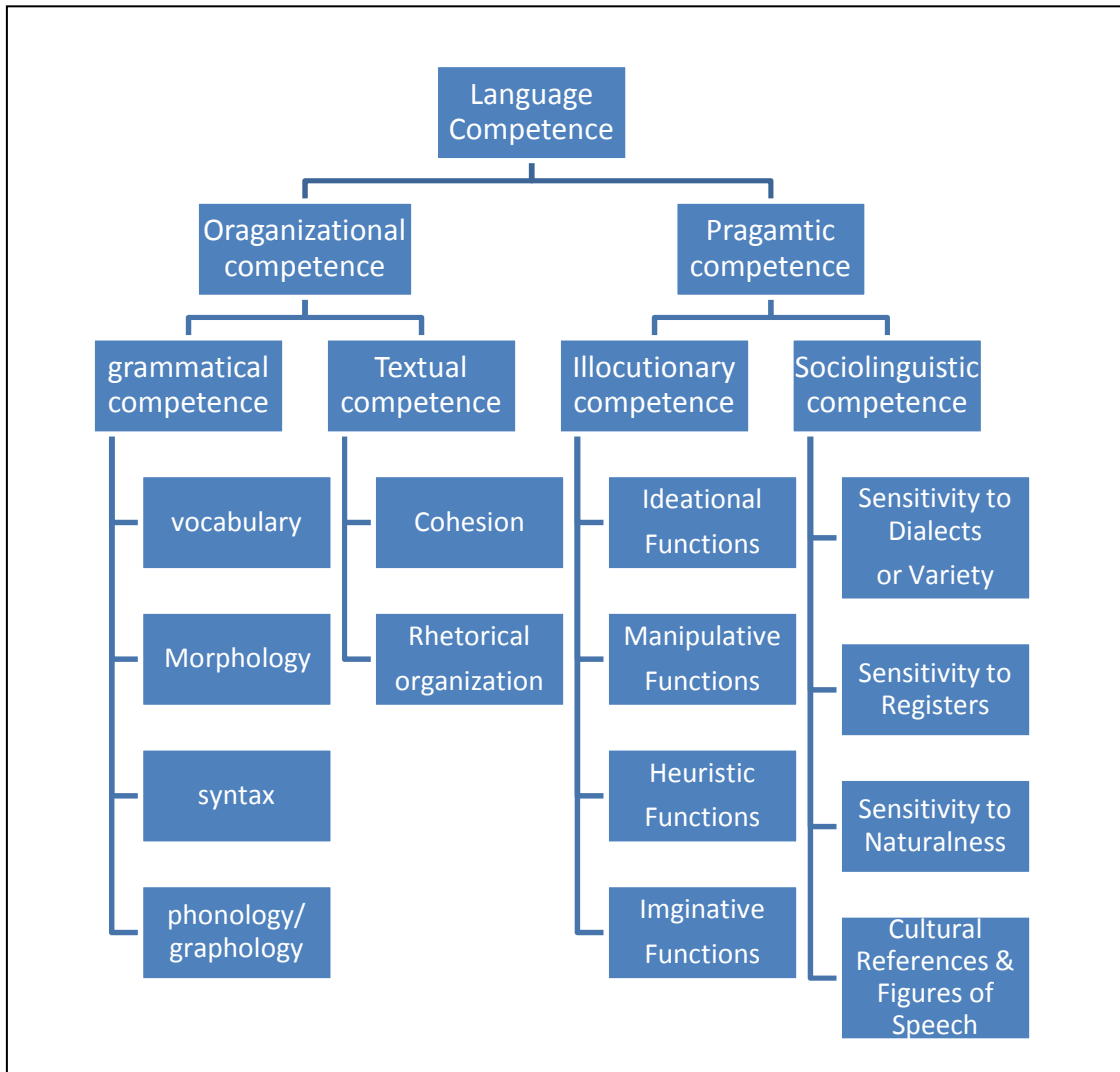 Language
Competence
Oraganizational
competence
Pragamtic
competence
grammatical
competence
Textual
competence
Illocutionary
competence
Sociolinguistic
competence
vocabulary
Morphology
syntax
phonology/
graphology
Cohesion
Rhetorical
organization
Ideational
Functions
Manipulative
Functions
Heuristic
Functions
Imginative
Functions
Sensitivity to
Dialects
or Variety
Sensitivity to
Registers
Sensitivity to
Naturalness
Cultural
References &
Figures of
Speech